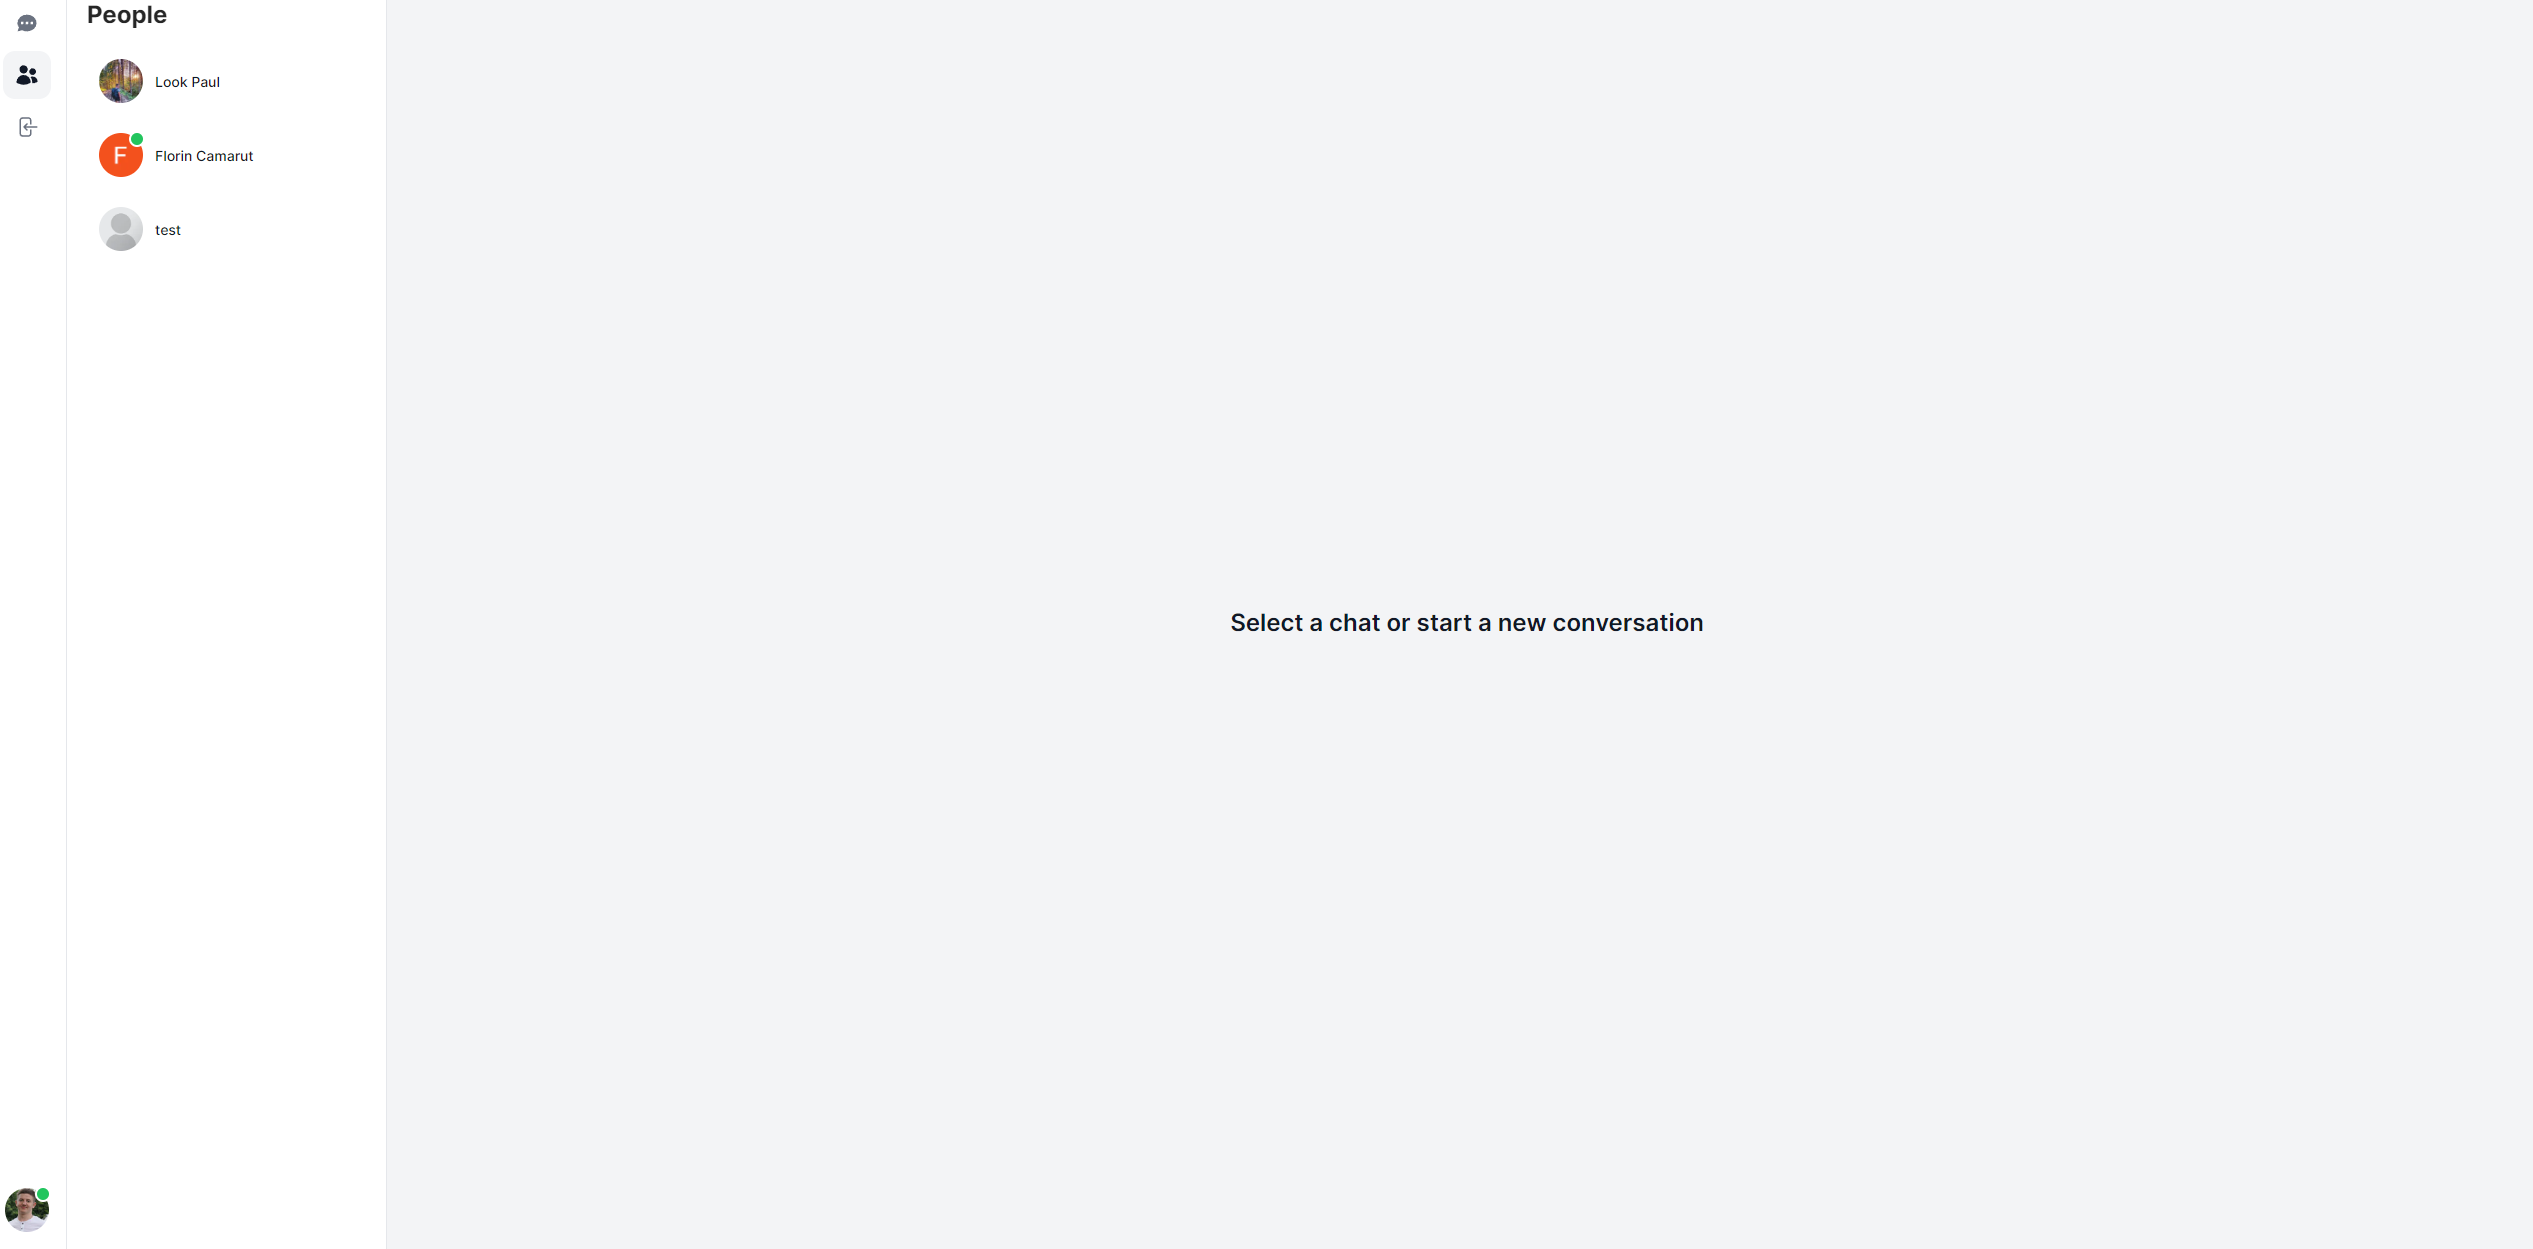 People
Look Paul
F
Florin Camarut
test
Select a chat or start a new conversation